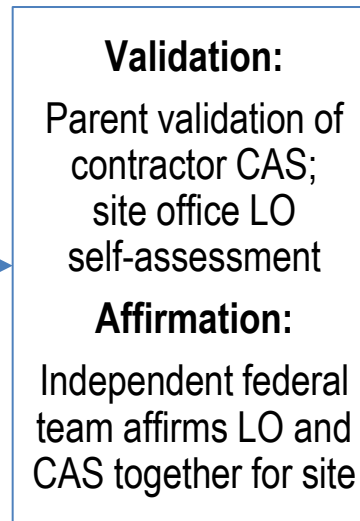 Validation:
Parent validation of
contractor CAS;
site office LO
self-assessment
Affirmation:
Independent federal
team affirms LO and
CAS together for site